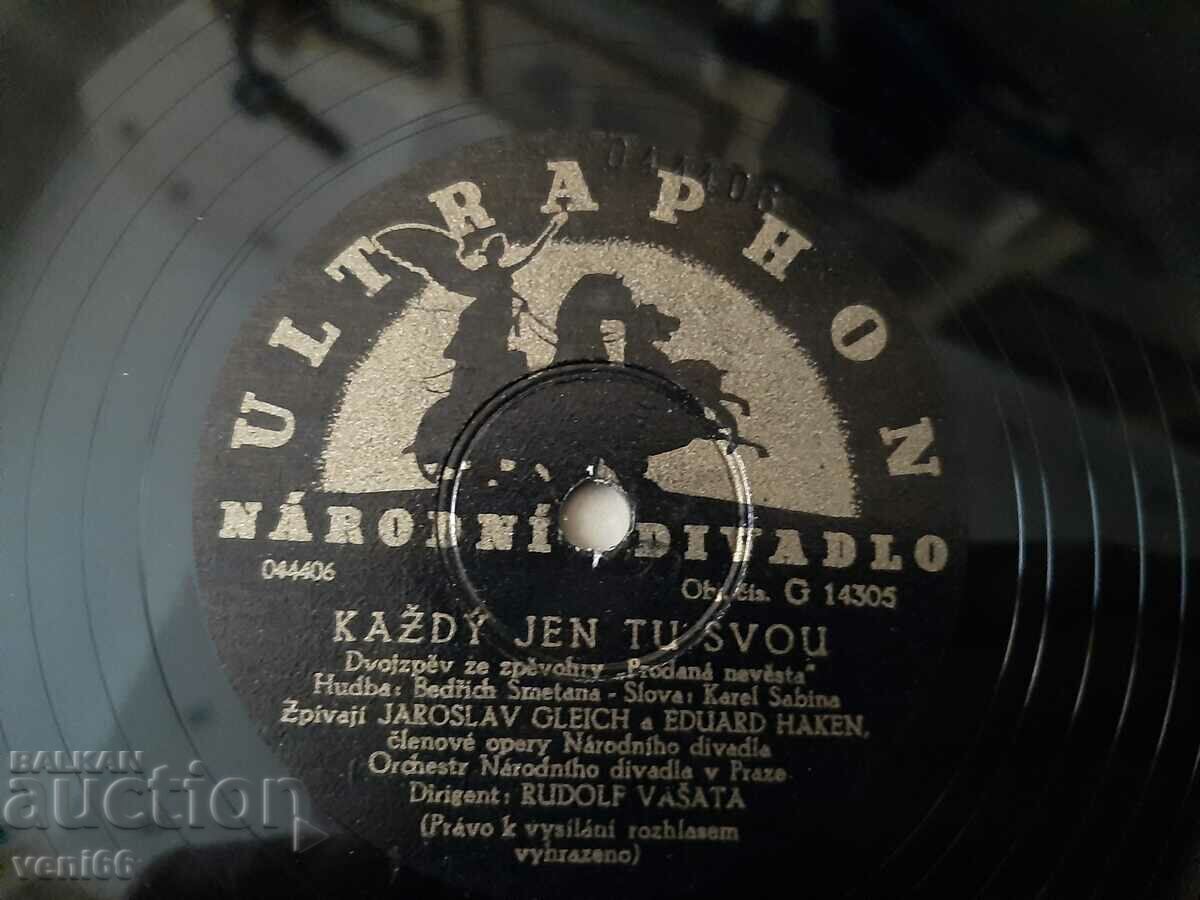 044406
ULTRAPHON
NÁRODNÍ DIVADLO
044406
Obj. čís. G 14305
KAŽDÝ JEN TU SVOU
Dvojzpěv ze zpěvohry „Prodaná nevěsta"
Hudba: Bedřich Smetana - Slova: Karel Sabina
Zpívají JAROSLAV GLEICH a EDUARD HAKEN,
členové opery Národního divadla
Orchestr Národního divadla v Praze
Dirigent: RUDOLF VAŠATA
(Právo k vysílání rozhlasem
vyhrazeno)
BALKAN
auction
veni66